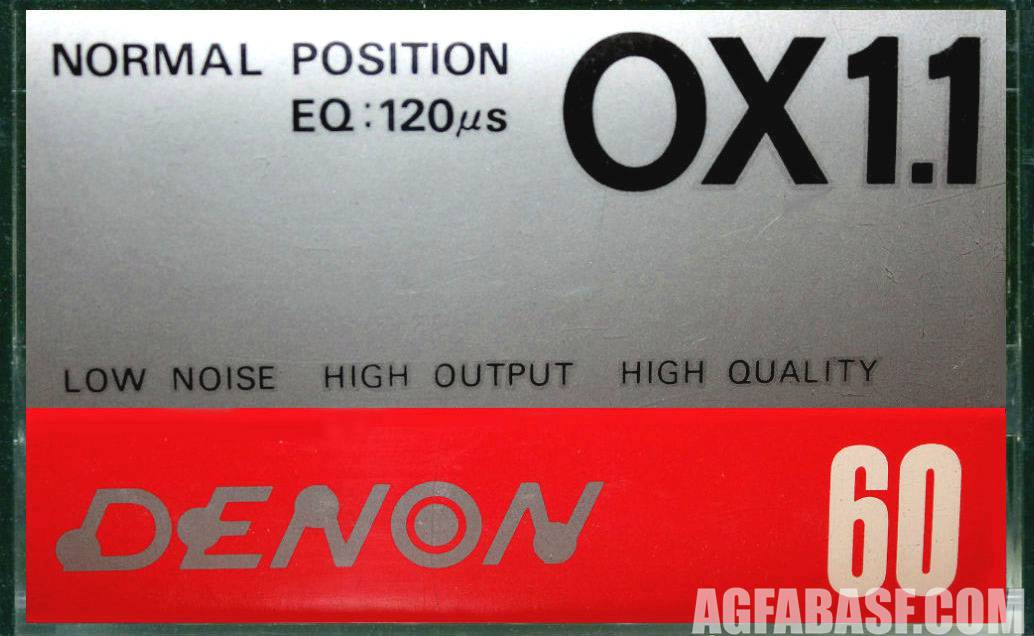 NORMAL POSITION
EQ:120μs
OX1.1
LOW NOISE HIGH OUTPUT HIGH QUALITY
DENON
60
AGFABASF.COM